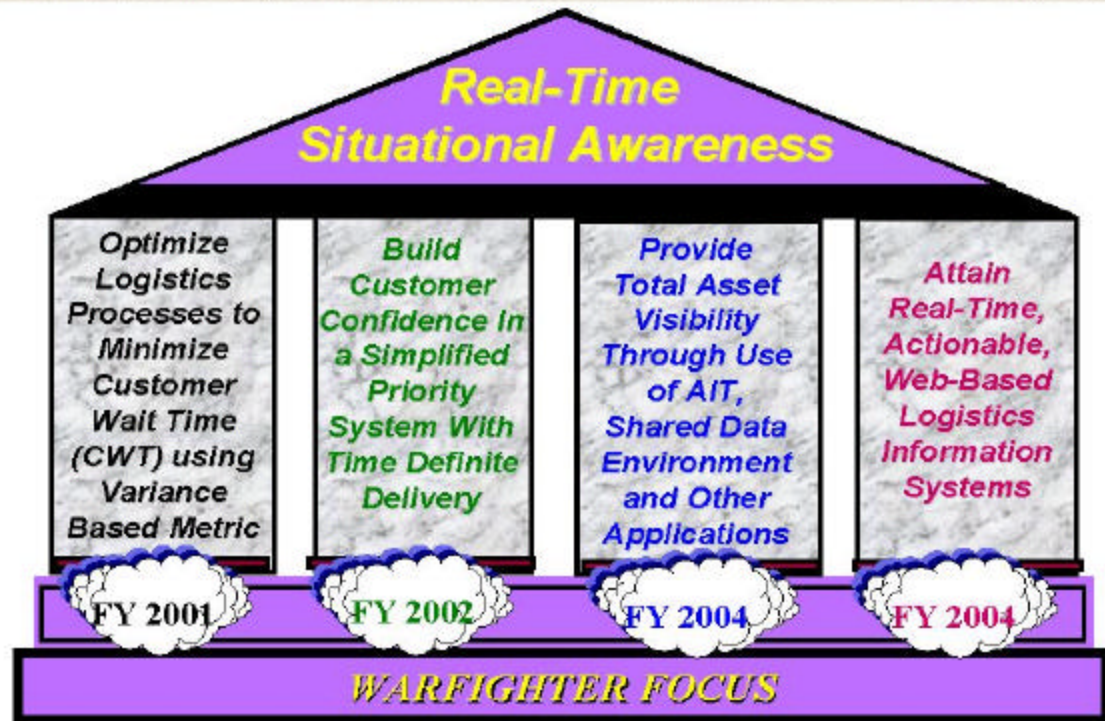 Real-Time
Situational Awareness
Optimize
Logistics
Processes to
Minimize
Customer
Wait Time
(CWT) using
Variance
Based Metric
Build
Customer
Confidence In
a Simplified
Priority
System With
Time Definite
Delivery
Provide
Total Asset
Visibility
Through Use
of AIT,
Shared Data
Environment
and Other
Applications
Attain
Real-Time,
Actionable,
Web-Based
Logistics
Information
Systems
FY 2001
FY 2002
FY 2004
FY 2004
WARFIGHTER FOCUS